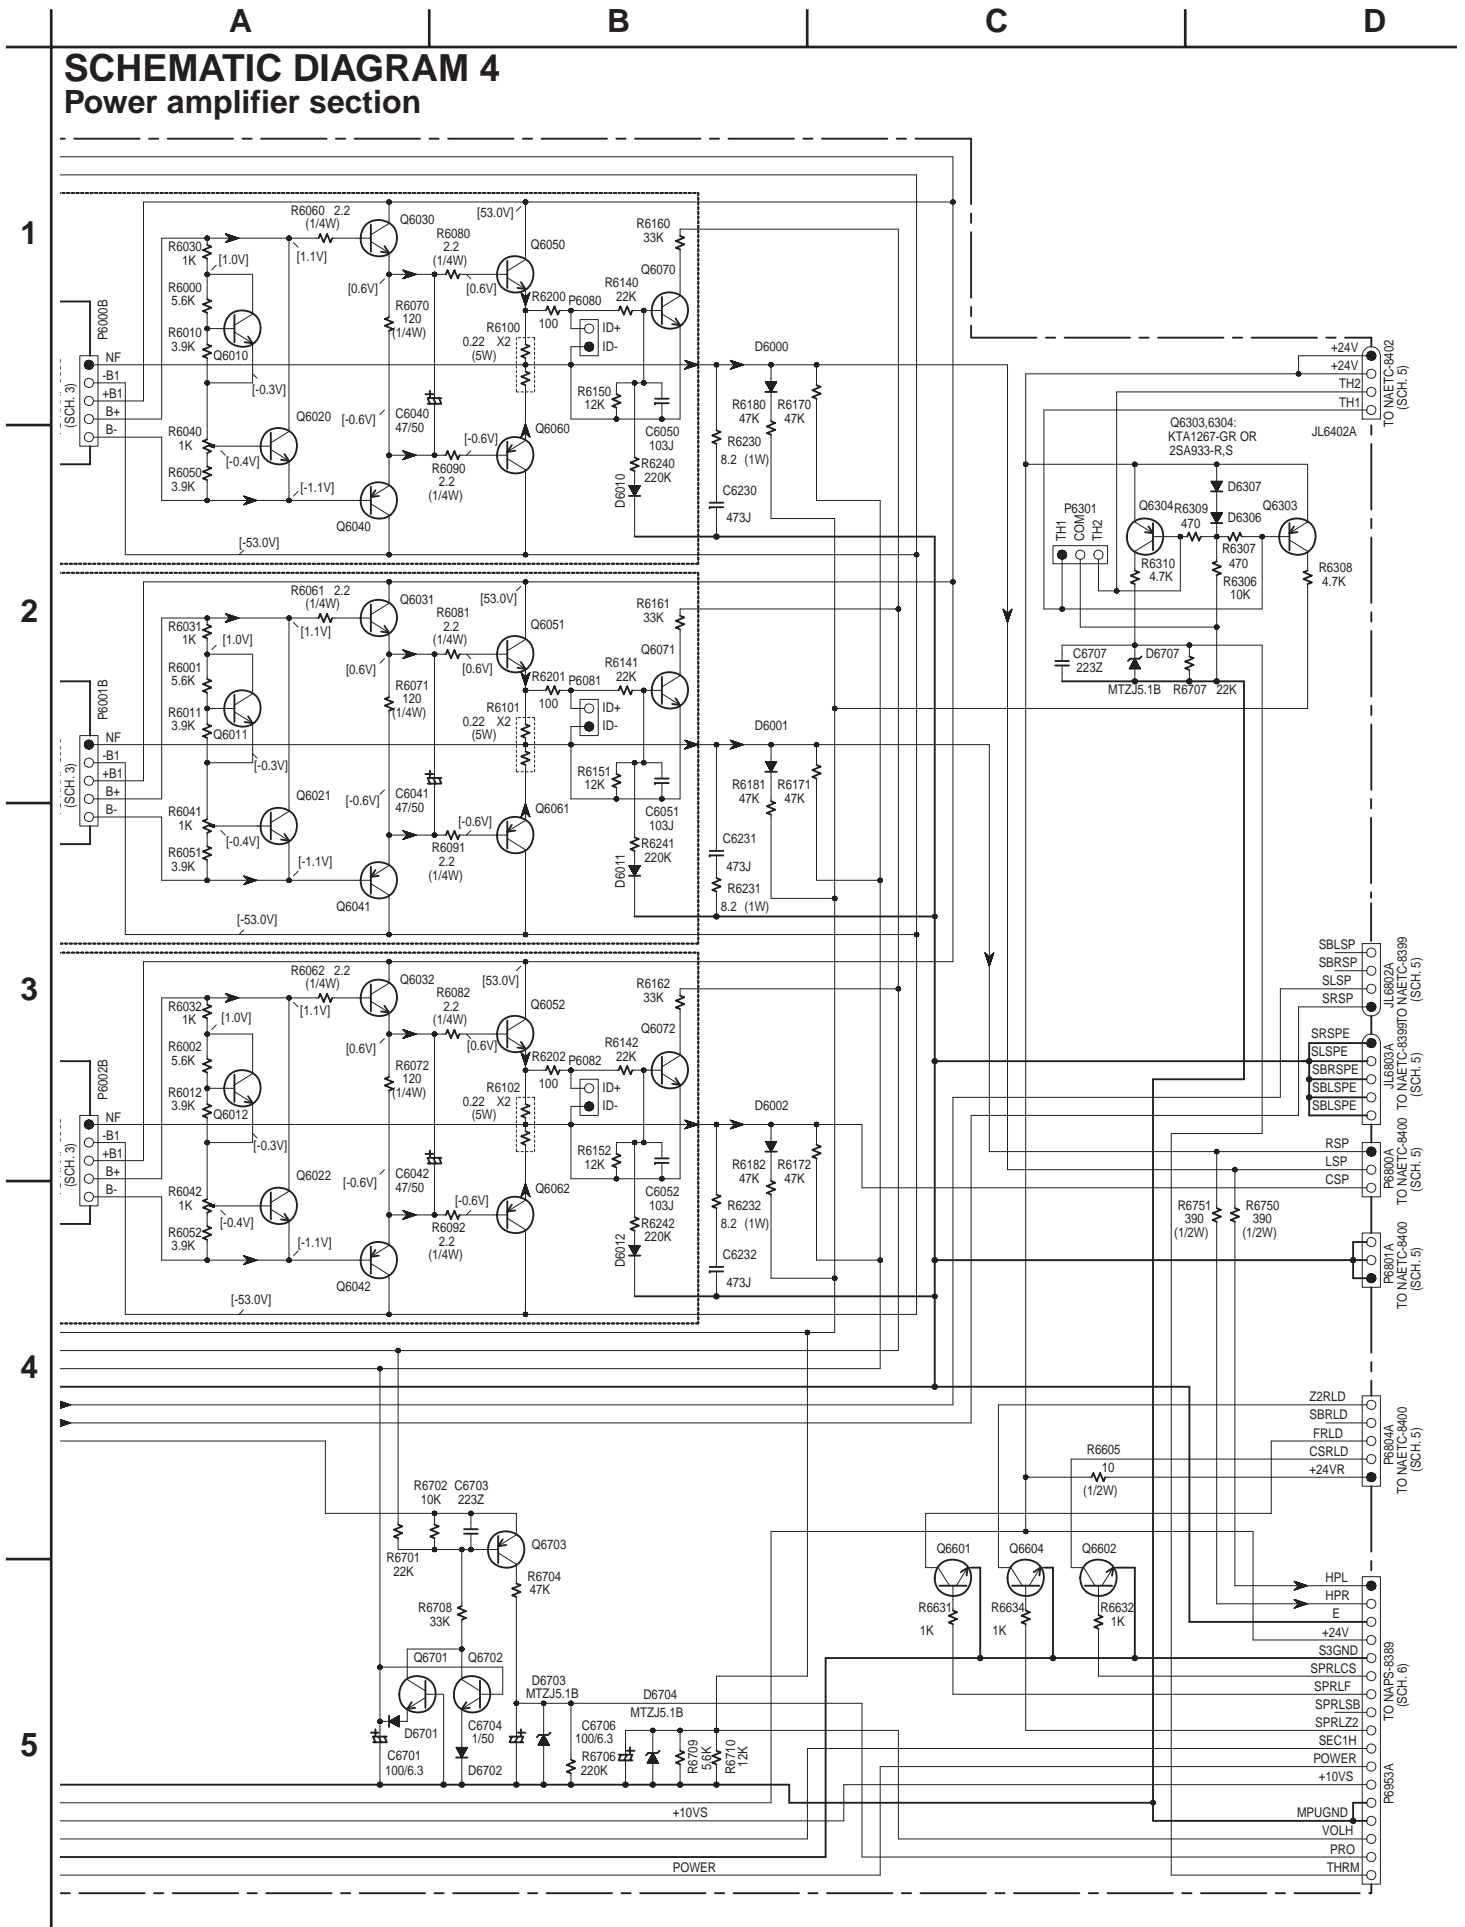 A B C D
SCHEMATIC DIAGRAM 4
Power amplifier section
1
2
3
4
5
R6060 2.2
(1/4W)
Q6030
[53.0V]
R6160
33K
R6030
1K
[1.0V]
[1.1V]
R6080
2.2
(1/4W)
Q6050
Q6070
R6000
5.6K
[0.6V]
[0.6V]
R6140
22K
R6200
100
P6080
R6070
120
(1/4W)
P6000B
R6010
3.9K
Q6010
R6100
0.22 X2
(5W)
ID+
ID-
D6000
NF
-B1
+B1
B+
B-
(SCH. 3)
[-0.3V]
R6150
12K
Q6020
[-0.6V]
C6040
47/50
R6180
47K
R6170
47K
R6040
1K
[-0.4V]
[-0.6V]
Q6060
C6050
103J
R6230
8.2 (1W)
R6050
3.9K
[-1.1V]
R6090
2.2
(1/4W)
R6240
220K
D6010
C6230
473J
Q6040
[-53.0V]
R6061 2.2
(1/4W)
Q6031
[53.0V]
R6161
33K
R6031
1K
[1.0V]
[1.1V]
R6081
2.2
(1/4W)
Q6051
Q6071
R6001
5.6K
[0.6V]
[0.6V]
R6141
22K
R6201
100
P6081
R6071
120
(1/4W)
P6001B
R6011
3.9K
Q6011
R6101
0.22 X2
(5W)
ID+
ID-
D6001
NF
-B1
+B1
B+
B-
(SCH. 3)
[-0.3V]
R6151
12K
Q6021
[-0.6V]
C6041
47/50
R6181
47K
R6171
47K
R6041
1K
[-0.4V]
[-0.6V]
Q6061
C6051
103J
C6231
473J
R6051
3.9K
[-1.1V]
R6091
2.2
(1/4W)
R6241
220K
D6011
R6231
8.2 (1W)
Q6041
[-53.0V]
R6062 2.2
(1/4W)
Q6032
[53.0V]
R6162
33K
R6032
1K
[1.0V]
[1.1V]
R6082
2.2
(1/4W)
Q6052
Q6072
R6002
5.6K
[0.6V]
[0.6V]
R6142
22K
R6202
100
P6082
R6072
120
(1/4W)
P6002B
R6012
3.9K
Q6012
R6102
0.22 X2
(5W)
ID+
ID-
D6002
NF
-B1
+B1
B+
B-
(SCH. 3)
[-0.3V]
R6152
12K
Q6022
[-0.6V]
C6042
47/50
R6182
47K
R6172
47K
R6042
1K
[-0.4V]
[-0.6V]
Q6062
C6052
103J
R6232
8.2 (1W)
R6052
3.9K
[-1.1V]
R6092
2.2
(1/4W)
R6242
220K
D6012
C6232
473J
Q6042
[-53.0V]
+24V
+24V
TH2
TH1
TO NAETC-8402
(SCH. 5)
JL6402A
Q6303,6304:
KTA1267-GR OR
2SA933-R,S
D6307
P6301
TH1
COM
TH2
Q6304
R6309
470
D6306
Q6303
R6307
470
R6310
4.7K
R6306
10K
R6308
4.7K
C6707
223Z
D6707
MTZJ5.1B
R6707 22K
SBLSP
SBRSP
SLSP
SRSP
JL6802A
TO NAETC-8399
(SCH. 5)
SRSPE
SLSPE
SBRSPE
SBLSPE
SBLSPE
JL6803A
TO NAETC-8399
(SCH. 5)
RSP
LSP
CSP
P6800A
TO NAETC-8400
(SCH. 5)
R6751
390
(1/2W)
R6750
390
(1/2W)
P6801A
TO NAETC-8400
(SCH. 5)
Z2RLD
SBRLD
FRLD
CSRLD
+24VR
P6804A
TO NAETC-8400
(SCH. 5)
R6605
10
(1/2W)
R6702
10K
C6703
223Z
Q6703
R6701
22K
R6704
47K
R6708
33K
Q6701
Q6702
D6703
MTZJ5.1B
D6704
MTZJ5.1B
D6701
C6704
1/50
C6706
100/6.3
C6701
100/6.3
D6702
R6706
220K
R6709
5.6K
R6710
12K
Q6601
Q6604
Q6602
R6631
1K
R6634
1K
R6632
1K
HPL
HPR
E
+24V
S3GND
SPRLCS
SPRLF
SPRLSB
SPRLZ2
SEC1H
POWER
+10VS
MPUGND
VOLH
PRO
THRM
TO NAPS-8389
(SCH. 6)
P6953A
+10VS
POWER